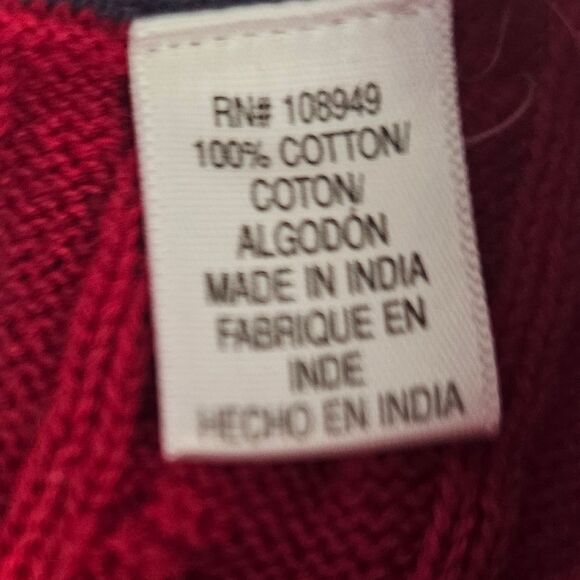 RN# 108949
100% COTTON/
COTON/
ALGODÓN
MADE IN INDIA
FABRIQUE EN
INDE
HECHO EN INDIA